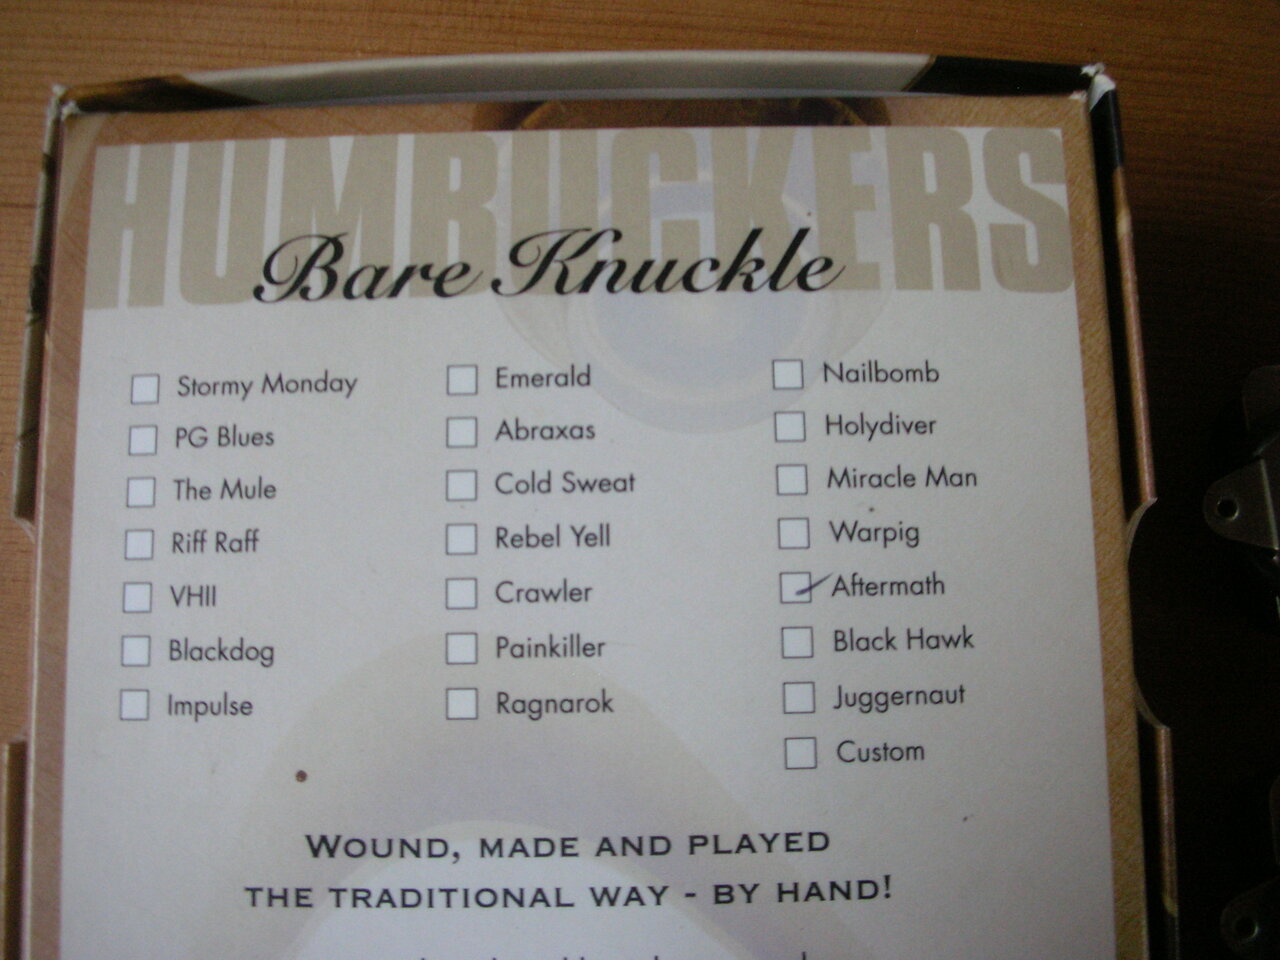 HUMBUCKERS
Bare Knuckle
Stormy Monday
PG Blues
The Mule
Riff Raff
VHII
Blackdog
Impulse
Emerald
Abraxas
Cold Sweat
Rebel Yell
Crawler
Painkiller
Ragnarok
Nailbomb
Holydiver
Miracle Man
Warpig
Aftermath
Black Hawk
Juggernaut
Custom
WOUND, MADE AND PLAYED
THE TRADITIONAL WAY - BY HAND!